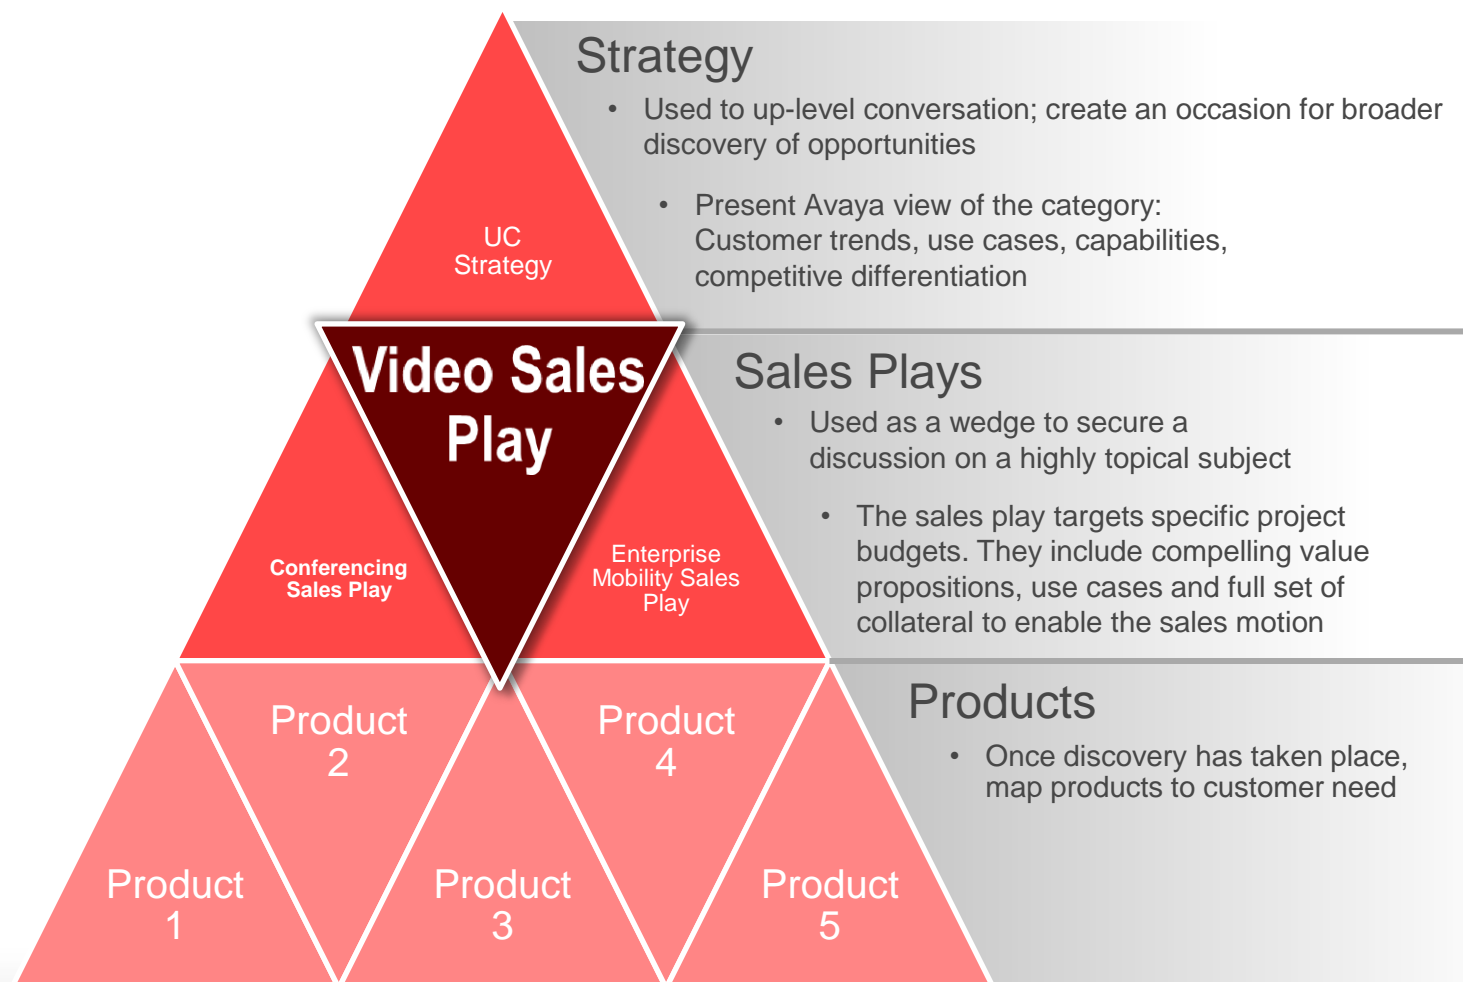 Strategy
• Used to up-level conversation; create an occasion for broader
discovery of opportunities
• Present Avaya view of the category:
Customer trends, use cases, capabilities,
competitive differentiation
UC
Strategy
Video Sales
Play
Conferencing
Sales Play
Enterprise
Mobility Sales
Play
Sales Plays
• Used as a wedge to secure a
discussion on a highly topical subject
• The sales play targets specific project
budgets. They include compelling value
propositions, use cases and full set of
collateral to enable the sales motion
Products
• Once discovery has taken place,
map products to customer need
Product
1
Product
2
Product
3
Product
4
Product
5